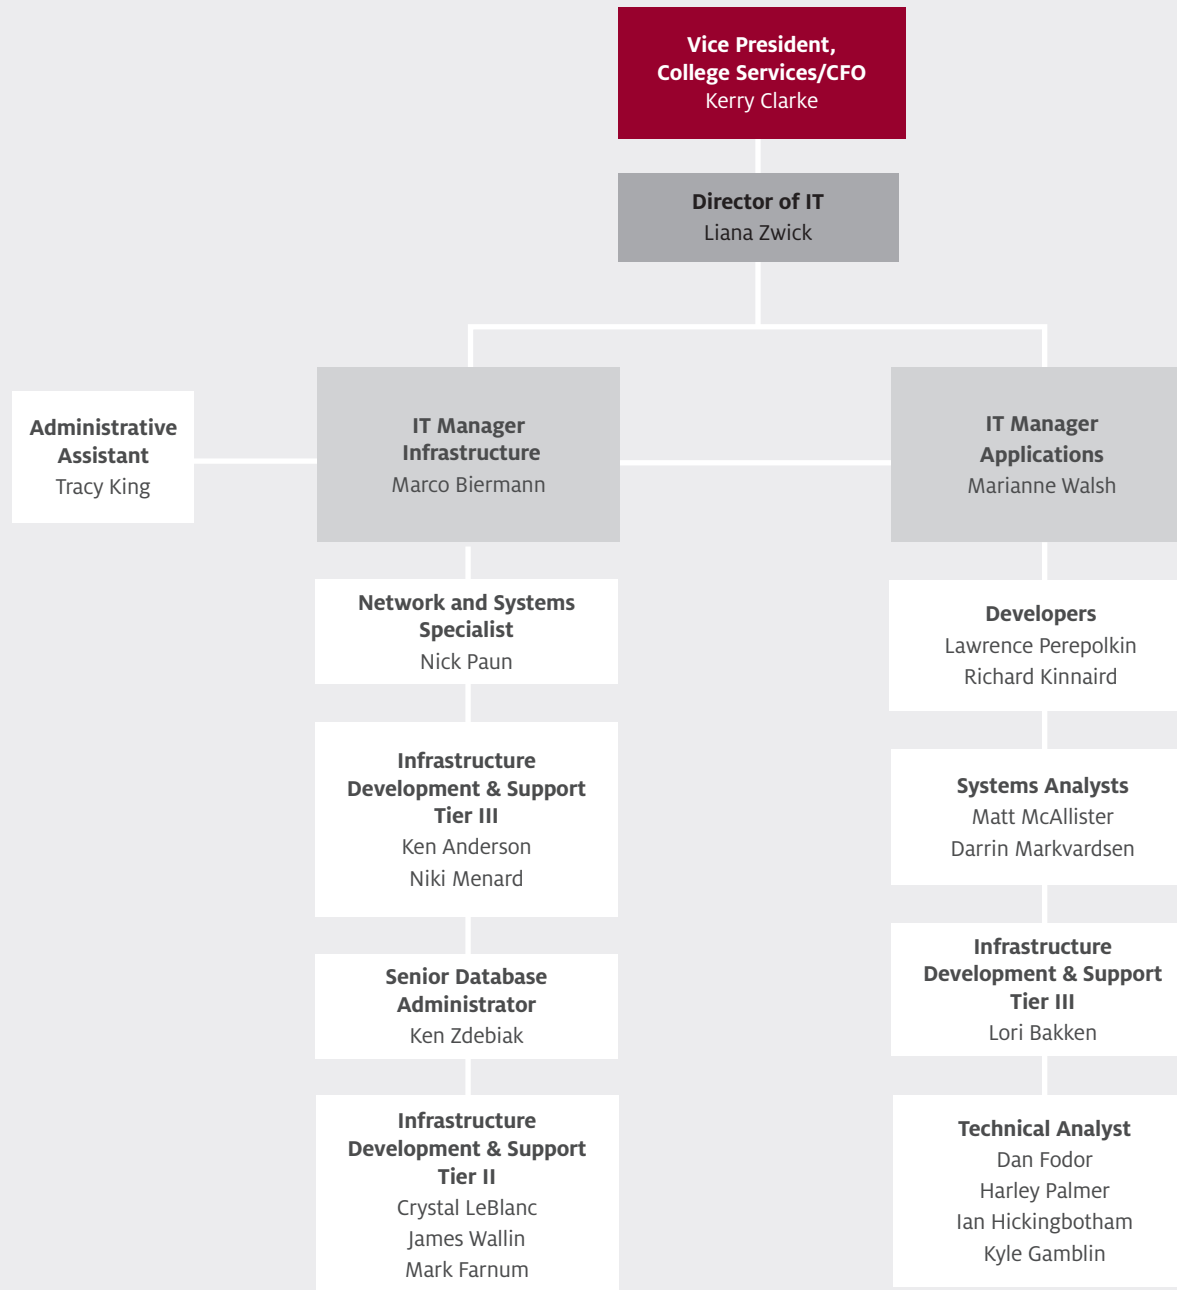 Vice President,
College Services/CFO
Kerry Clarke
Director of IT
Liana Zwick
Administrative
Assistant
Tracy King
IT Manager
Infrastructure
Marco Biermann
IT Manager
Applications
Marianne Walsh
Network and Systems
Specialist
Nick Paun
Infrastructure
Development & Support
Tier III
Ken Anderson
Niki Menard
Senior Database
Administrator
Ken Zdebiak
Infrastructure
Development & Support
Tier II
Crystal LeBlanc
James Wallin
Mark Farnum
Developers
Lawrence Perepolkin
Richard Kinnaird
Systems Analysts
Matt McAllister
Darrin Markvardsen
Infrastructure
Development & Support
Tier III
Lori Bakken
Technical Analyst
Dan Fodor
Harley Palmer
Ian Hickingbotham
Kyle Gamblin